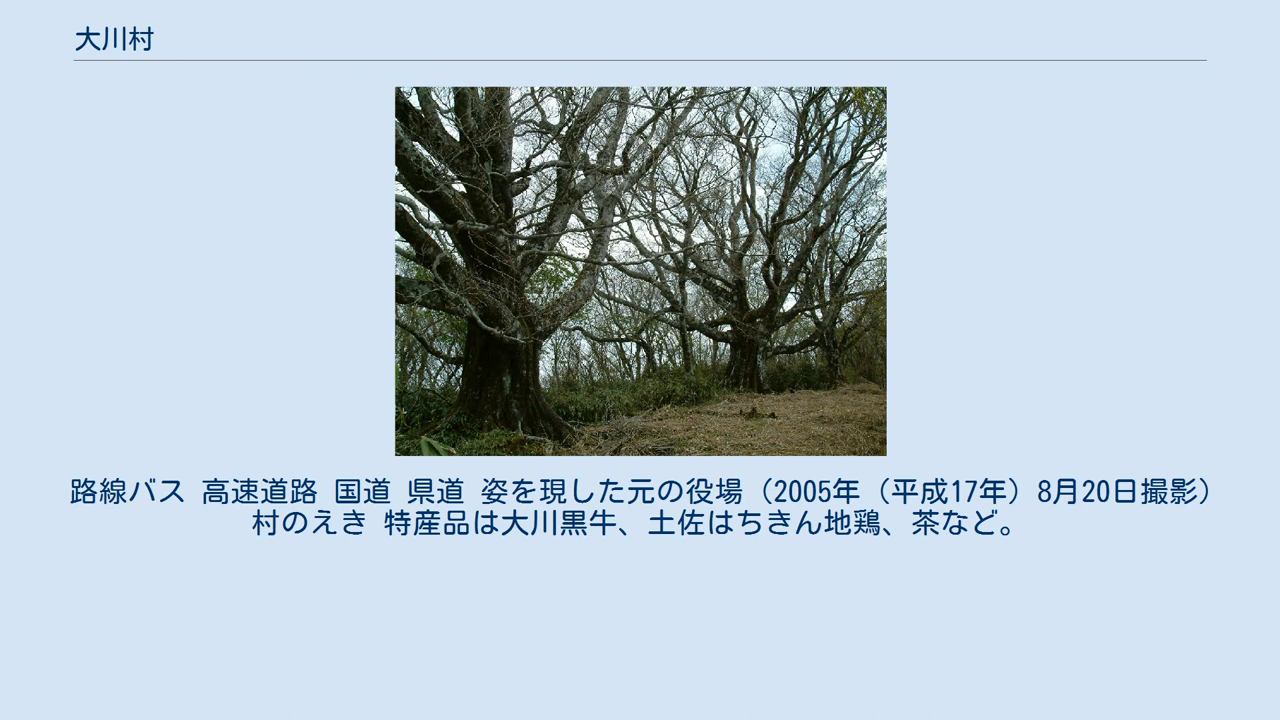 大川村
路線バス 高速道路 国道 県道 姿を現した元の役場（2005年（平成17年）8月20日撮影）
村のえき 特産品は大川黒牛、土佐はちきん地鶏、茶など。